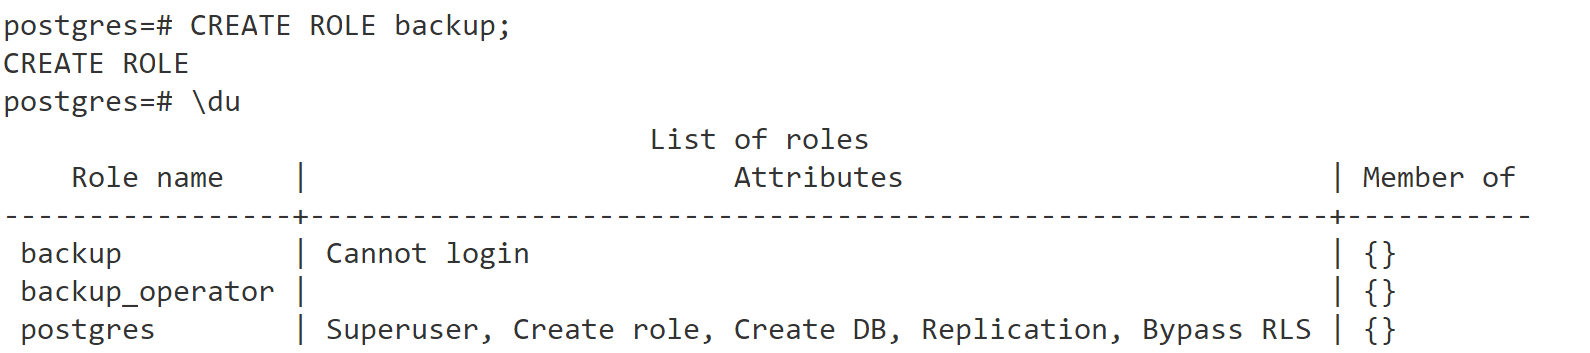 postgres=# CREATE ROLE backup;
CREATE ROLE
postgres=# \du
                                      List of roles
    Role name    |                         Attributes                         | Member of
-----------------+------------------------------------------------------------+-----------
 backup          | Cannot login                                               | {}
 backup_operator |                                                            | {}
 postgres        | Superuser, Create role, Create DB, Replication, Bypass RLS | {}